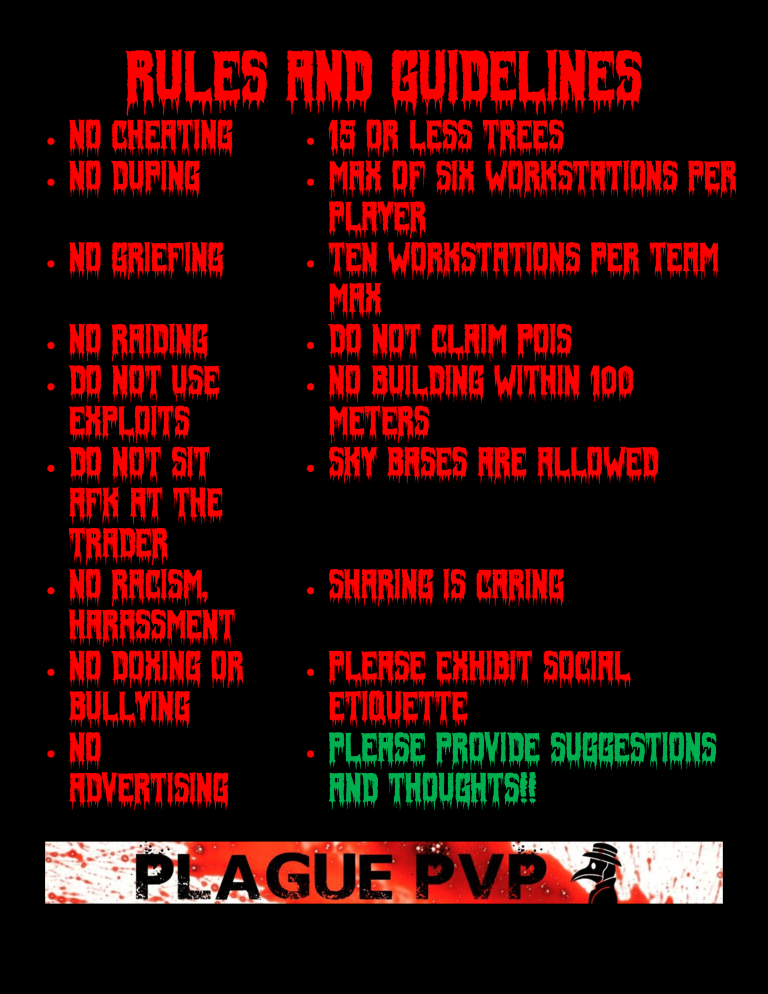 RULES AND GUIDELINES
• NO CHEATING
• NO DUPING
• NO GRIEFING
• NO RAIDING
• DO NOT USE
EXPLOITS
• DO NOT SIT
AFK AT THE
TRADER
• NO RACISM,
HARASSMENT
• NO DOXING OR
BULLYING
• NO
ADVERTISING
• 15 OR LESS TREES
• MAX OF SIX WORKSTATIONS PER
PLAYER
• TEN WORKSTATIONS PER TEAM
MAX
• DO NOT CLAIM POIS
• NO BUILDING WITHIN 100
METERS
• SKY BASES ARE ALLOWED
• SHARING IS CARING
• PLEASE EXHIBIT SOCIAL
ETIQUETTE
• PLEASE PROVIDE SUGGESTIONS
AND THOUGHTS!!
PLAGUE PVP